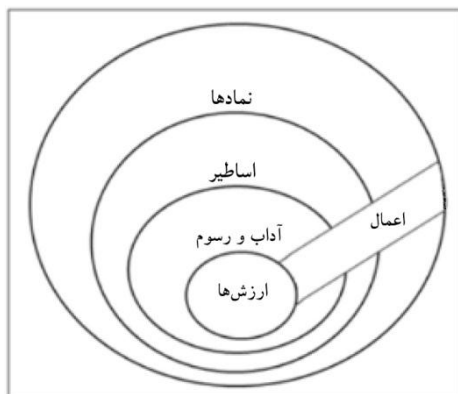 نمادها
اساطیر
اعمال
آداب و رسوم
ارزش‌ها